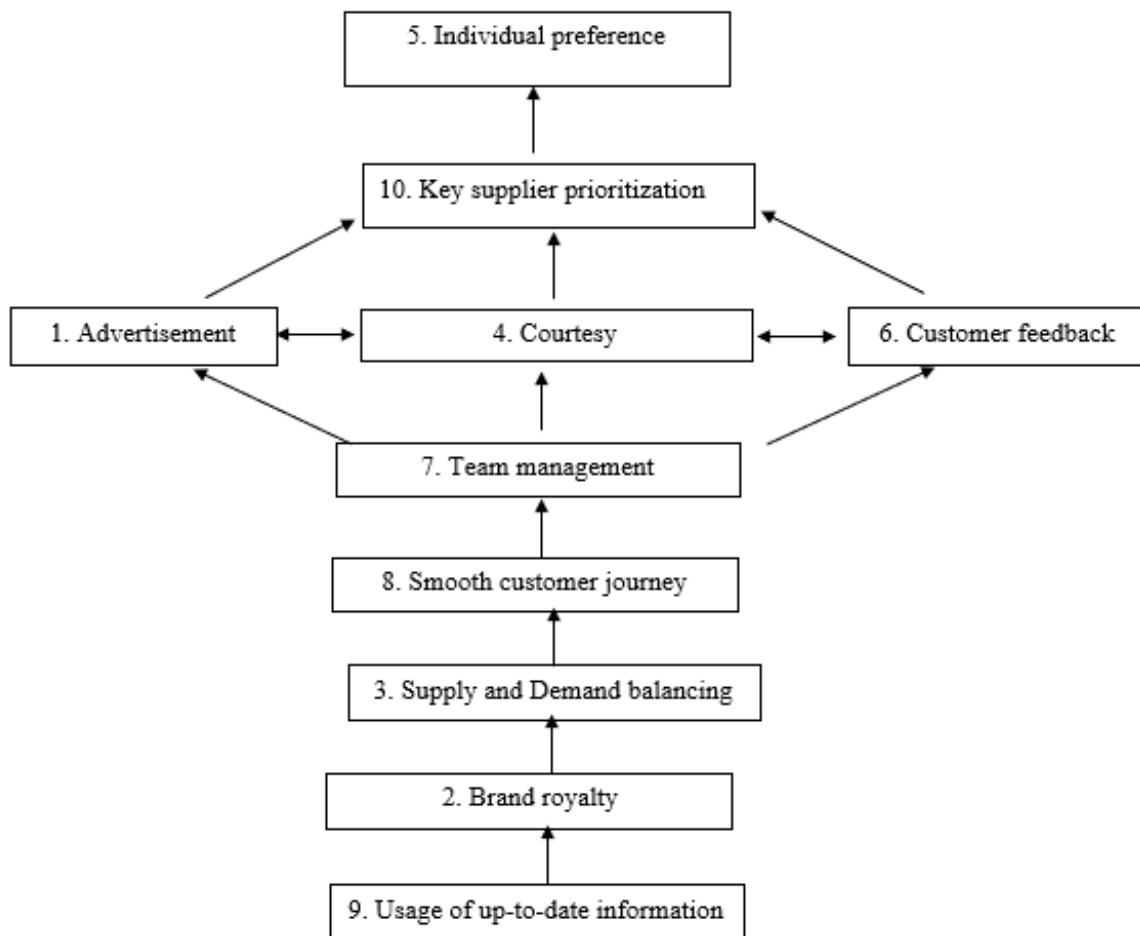 5. Individual preference
10. Key supplier prioritization
1. Advertisement
4. Courtesy
6. Customer feedback
7. Team management
8. Smooth customer journey
3. Supply and Demand balancing
2. Brand royalty
9. Usage of up-to-date information